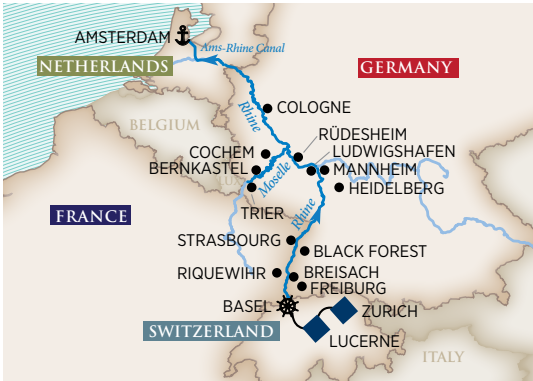 AMSTERDAM
Ams-Rhine Canal
NETHERLANDS
GERMANY
COLOGNE
Rhine
BELGIUM
RÜDESHEIM
LUDWIGSHAFEN
COCHEM
BERNKASTEL
MANNHEIM
Moselle
LUX
HEIDELBERG
FRANCE
TRIER
Rhine
STRASBOURG
BLACK FOREST
RIQUEWIHR
BREISACH
FREIBURG
BASEL
ZURICH
SWITZERLAND
LUCERNE
ITALY